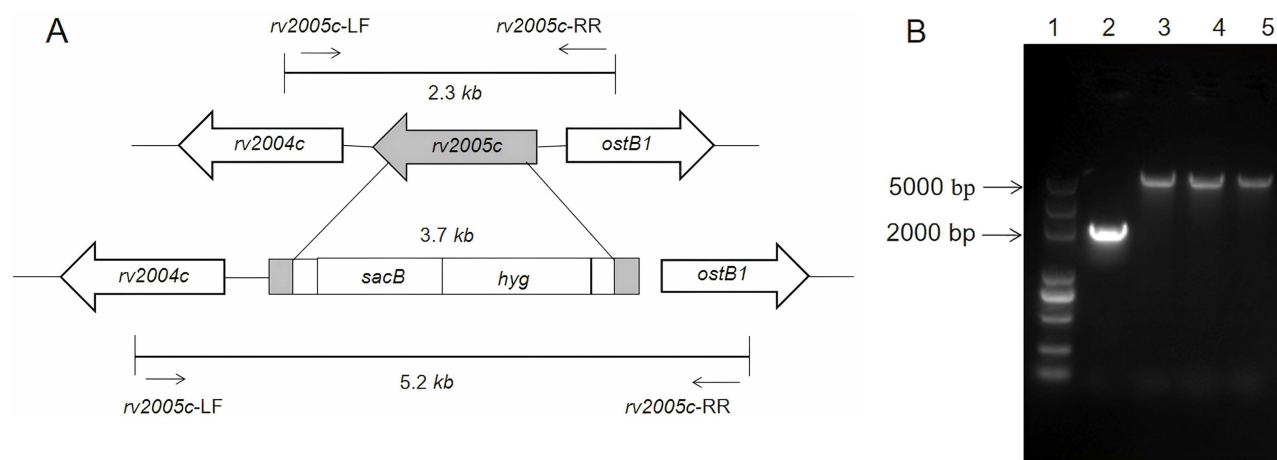 A
rv2005c-LF
rv2005c-RR
2.3 kb
rv2004c
rv2005c
ostB1
3.7 kb
rv2004c
sacB
hyg
ostB1
5.2 kb
rv2005c-LF
rv2005c-RR
B
1 2 3 4 5
5000 bp
2000 bp